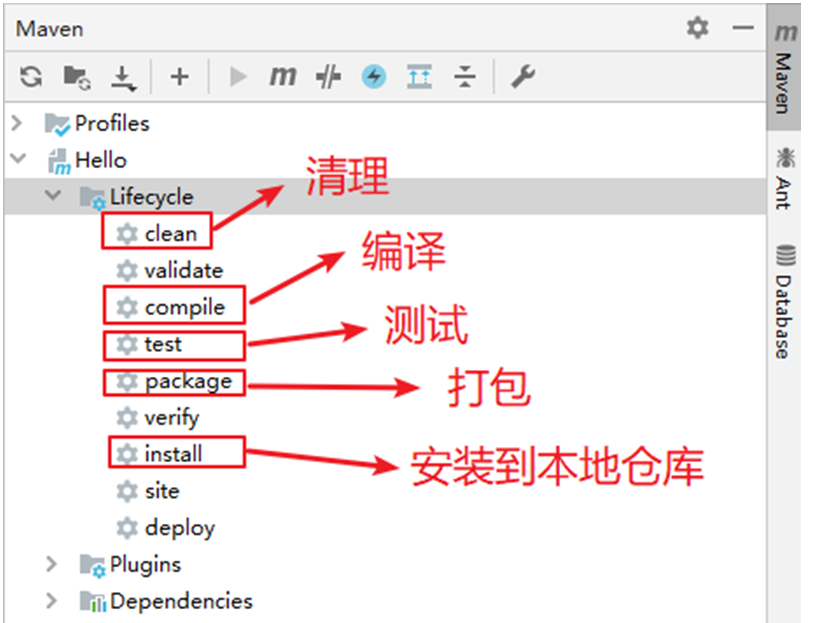 Maven
m
m
Maven
Profiles
Hello
Lifecycle
清理
clean
编译
validate
compile
测试
test
package
打包
verify
install
安装到本地仓库
site
deploy
Plugins
Dependencies
Ant
Database